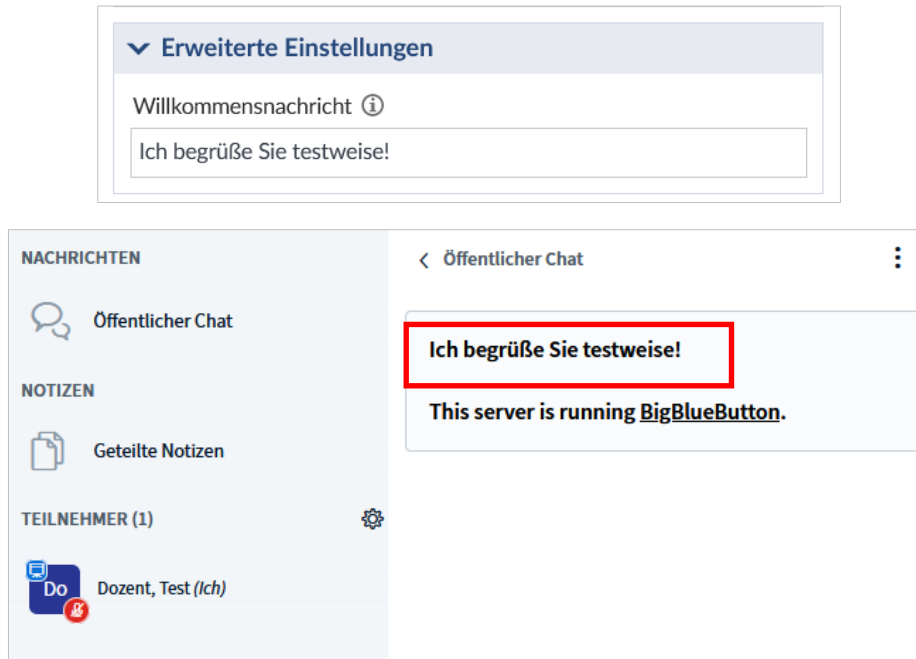 Erweiterte Einstellungen
Willkommensnachricht
Ich begrüße Sie testweise!
NACHRICHTEN
Öffentlicher Chat
NOTIZEN
Geteilte Notizen
TEILNEHMER (1)
Do
Dozent, Test (Ich)
Öffentlicher Chat
Ich begrüße Sie testweise!
This server is running BigBlueButton.